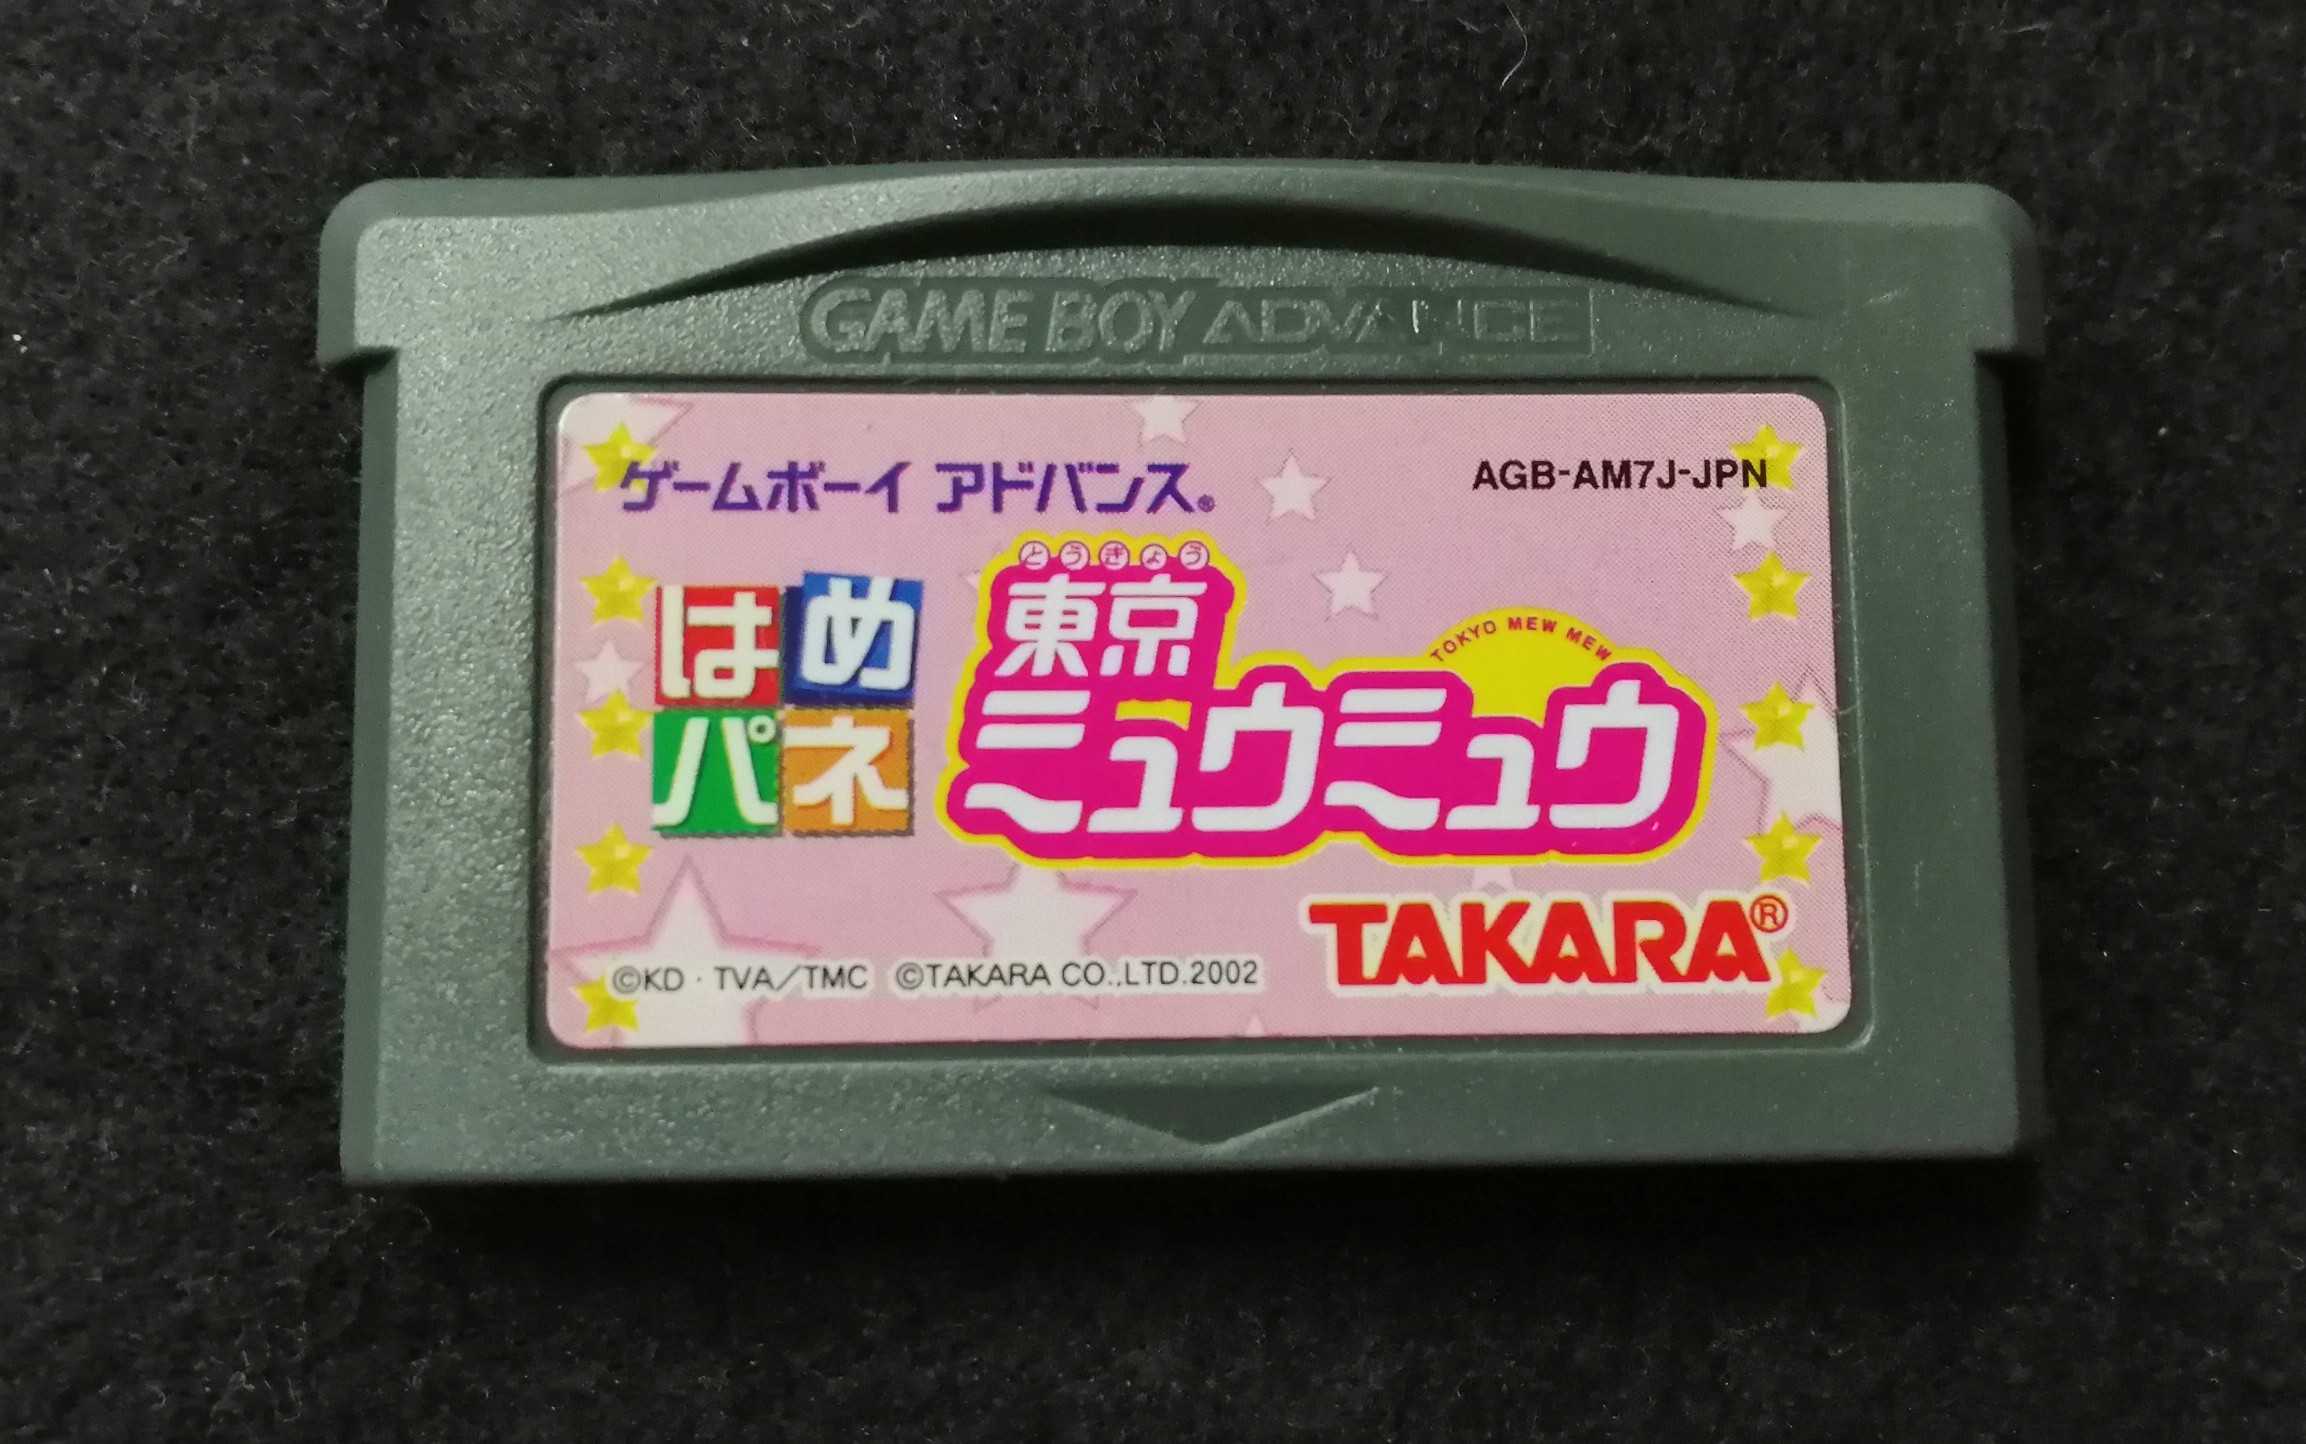 GAME BOY ADVANCE
ゲームボーイ アドバンス®
AGB-AM7J-JPN
はめ
パネ
とうきょう
東京
TOKYO MEW MEW
ミュウミュウ
TAKARA®
©KD・TVA/TMC ©TAKARA CO.,LTD.2002